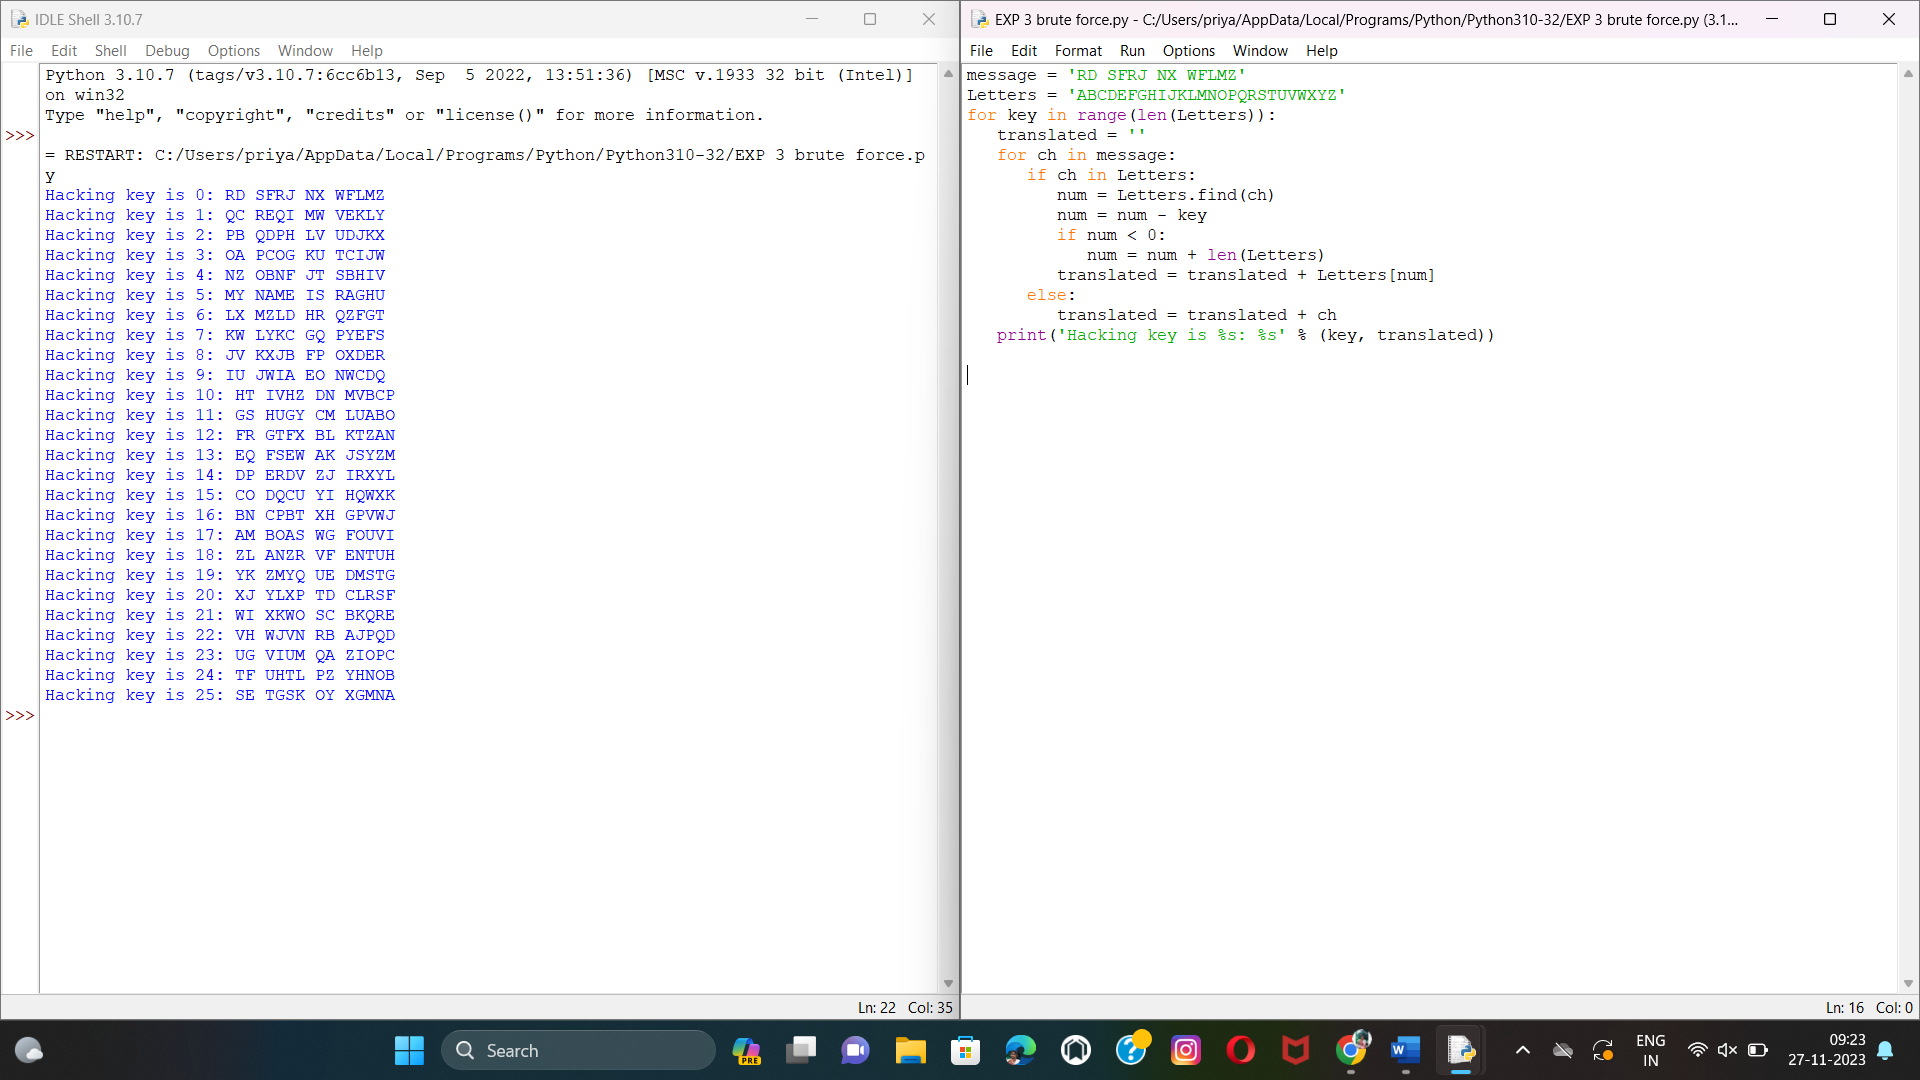 IDLE Shell 3.10.7
File Edit Shell Debug Options Window Help
Python 3.10.7 (tags/v3.10.7:6cc6b13, Sep  5 2022, 13:51:36) [MSC v.1933 32 bit (Intel)]
on win32
Type "help", "copyright", "credits" or "license()" for more information.
>>>
= RESTART: C:/Users/priya/AppData/Local/Programs/Python/Python310-32/EXP 3 brute force.p
y
Hacking key is 0: RD SFRJ NX WFLMZ
Hacking key is 1: QC REQI MW VEKLY
Hacking key is 2: PB QDPH LV UDJKX
Hacking key is 3: OA PCOG KU TCIJW
Hacking key is 4: NZ OBNF JT SBHIV
Hacking key is 5: MY NAME IS RAGHU
Hacking key is 6: LX MZLD HR QZFGT
Hacking key is 7: KW LYKC GQ PYEFS
Hacking key is 8: JV KXJB FP OXDER
Hacking key is 9: IU JWIA EO NWCDQ
Hacking key is 10: HT IVHZ DN MVBCP
Hacking key is 11: GS HUGY CM LUABO
Hacking key is 12: FR GTFX BL KTZAN
Hacking key is 13: EQ FSEW AK JSYZM
Hacking key is 14: DP ERDV ZJ IRXYL
Hacking key is 15: CO DQCU YI HQWXK
Hacking key is 16: BN CPBT XH GPVWJ
Hacking key is 17: AM BOAS WG FOUVI
Hacking key is 18: ZL ANZR VF ENTUH
Hacking key is 19: YK ZMYQ UE DMSTG
Hacking key is 20: XJ YLXP TD CLRSF
Hacking key is 21: WI XKWO SC BKQRE
Hacking key is 22: VH WJVN RB AJPQD
Hacking key is 23: UG VIUM QA ZIOPC
Hacking key is 24: TF UHTL PZ YHNOB
Hacking key is 25: SE TGSK OY XGMNA
>>>
Ln: 22 Col: 35
EXP 3 brute force.py - C:/Users/priya/AppData/Local/Programs/Python/Python310-32/EXP 3 brute force.py (3.1...
File Edit Format Run Options Window Help
message = 'RD SFRJ NX WFLMZ'
Letters = 'ABCDEFGHIJKLMNOPQRSTUVWXYZ'
for key in range(len(Letters)):
   translated = ''
   for ch in message:
      if ch in Letters:
         num = Letters.find(ch)
         num = num - key
         if num < 0:
            num = num + len(Letters)
         translated = translated + Letters[num]
      else:
         translated = translated + ch
   print('Hacking key is %s: %s' % (key, translated))
Ln: 16 Col: 0
Search
PRE
ENG
IN
09:23
27-11-2023